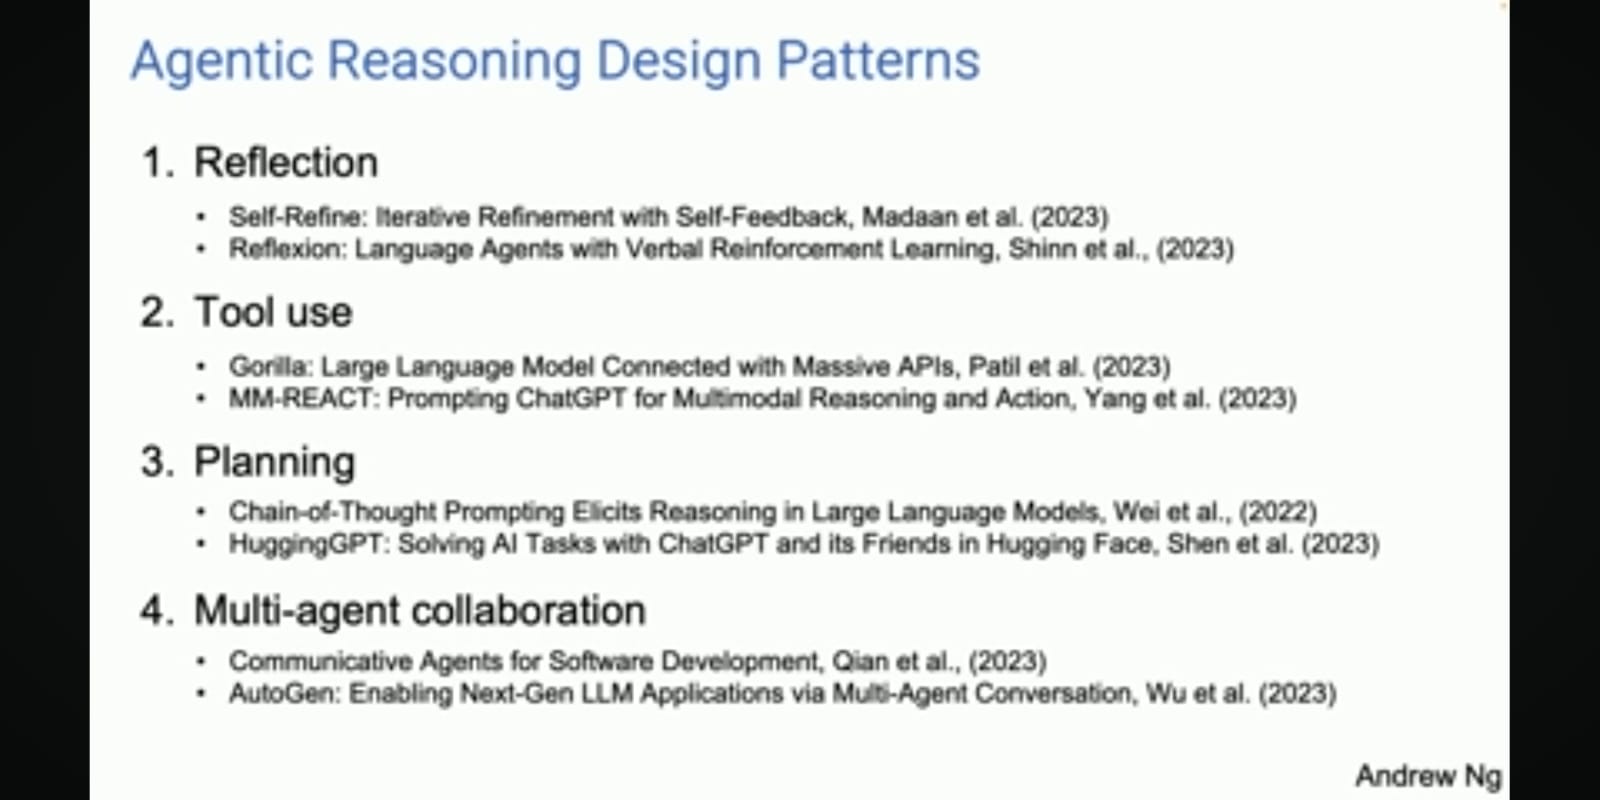 Agentic Reasoning Design Patterns
1. Reflection
• Self-Refine: Iterative Refinement with Self-Feedback, Madaan et al. (2023)
• Reflexion: Language Agents with Verbal Reinforcement Learning, Shinn et al., (2023)
2. Tool use
• Gorilla: Large Language Model Connected with Massive APIs, Patil et al. (2023)
• MM-REACT: Prompting ChatGPT for Multimodal Reasoning and Action, Yang et al. (2023)
3. Planning
• Chain-of-Thought Prompting Elicits Reasoning in Large Language Models, Wei et al., (2022)
• HuggingGPT: Solving AI Tasks with ChatGPT and its Friends in Hugging Face, Shen et al. (2023)
4. Multi-agent collaboration
• Communicative Agents for Software Development, Qian et al., (2023)
• AutoGen: Enabling Next-Gen LLM Applications via Multi-Agent Conversation, Wu et al. (2023)
Andrew Ng